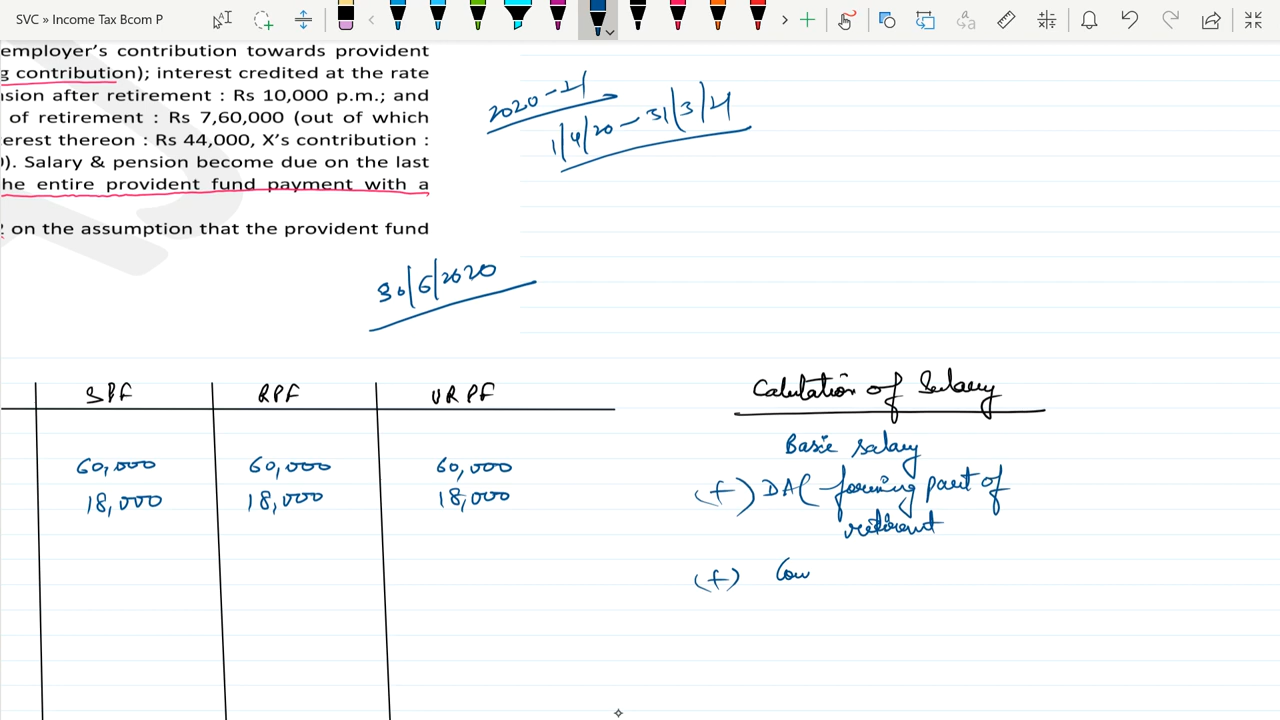 SVC » Income Tax Bcom P
employer's contribution towards provident
g contribution); interest credited at the rate
nsion after retirement : Rs 10,000 p.m.; and
of retirement : Rs 7,60,000 (out of which
erest thereon : Rs 44,000, X's contribution :
). Salary & pension become due on the last
he entire provident fund payment with a
on the assumption that the provident fund
2020-21
1/4/20 - 31/3/21
30/6/2020
SPF RPF URPF
60,000 60,000 60,000
18,000 18,000 18,000
Calulation of Salary
Basic salary
(+) DA(-forming part of
retirent
(+) Com